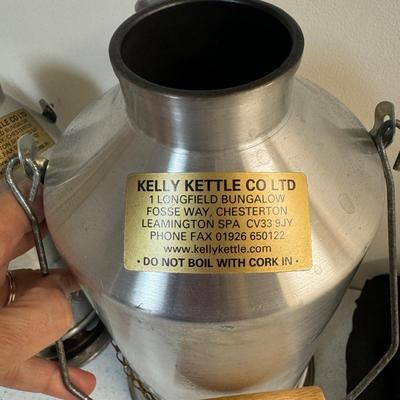 KELLY KETTLE CO LTD
1 LONGFIELD BUNGALOW
FOSSE WAY, CHESTERTON
LEAMINGTON SPA CV33 9JY
PHONE FAX 01926 650122
www.kellykettle.com
· DO NOT BOIL WITH CORK IN ·